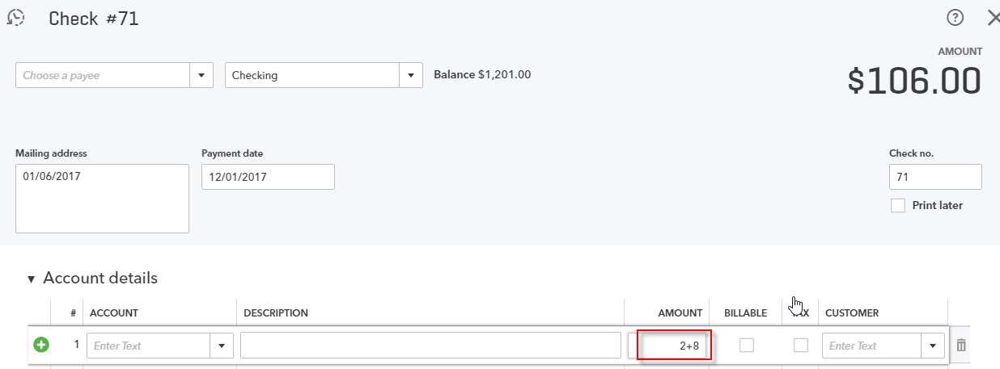 Check #71
AMOUNT
$106.00
Choose a payee
Checking
Balance $1,201.00
Mailing address
01/06/2017
Payment date
12/01/2017
Check no.
71
Print later
Account details
# ACCOUNT DESCRIPTION AMOUNT BILLABLE CUSTOMER
1 Enter Text 2+8 Enter Text